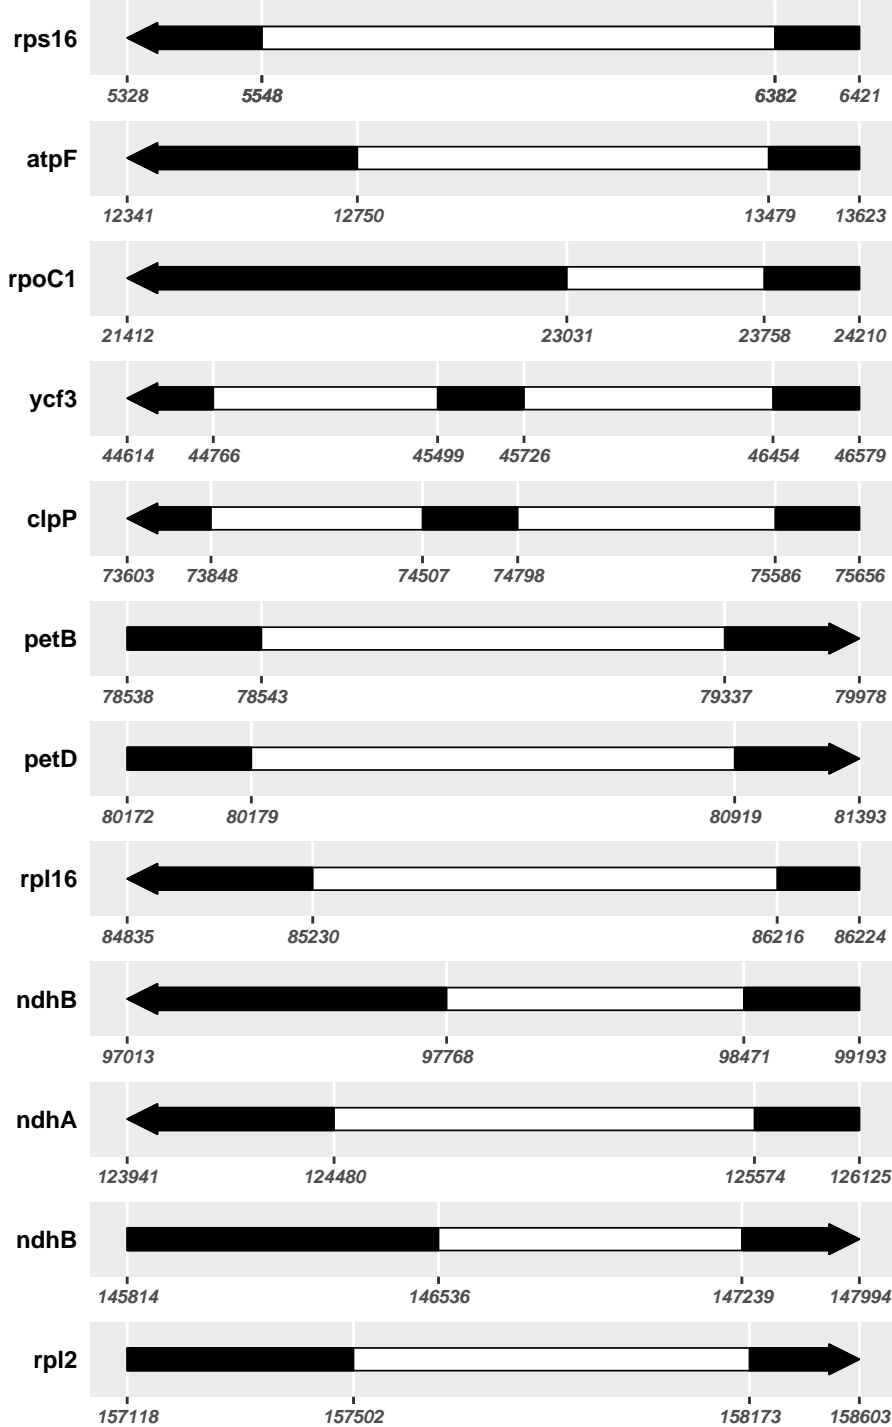 rps16
5328 5548 6382 6421
atpF
12341 12750 13479 13623
rpoC1
21412 23031 23758 24210
ycf3
44614 44766 45499 45726 46454 46579
clpP
73603 73848 74507 74798 75586 75656
petB
78538 78543 79337 79978
petD
80172 80179 80919 81393
rpl16
84835 85230 86216 86224
ndhB
97013 97768 98471 99193
ndhA
123941 124480 125574 126125
ndhB
145814 146536 147239 147994
rpl2
157118 157502 158173 158603